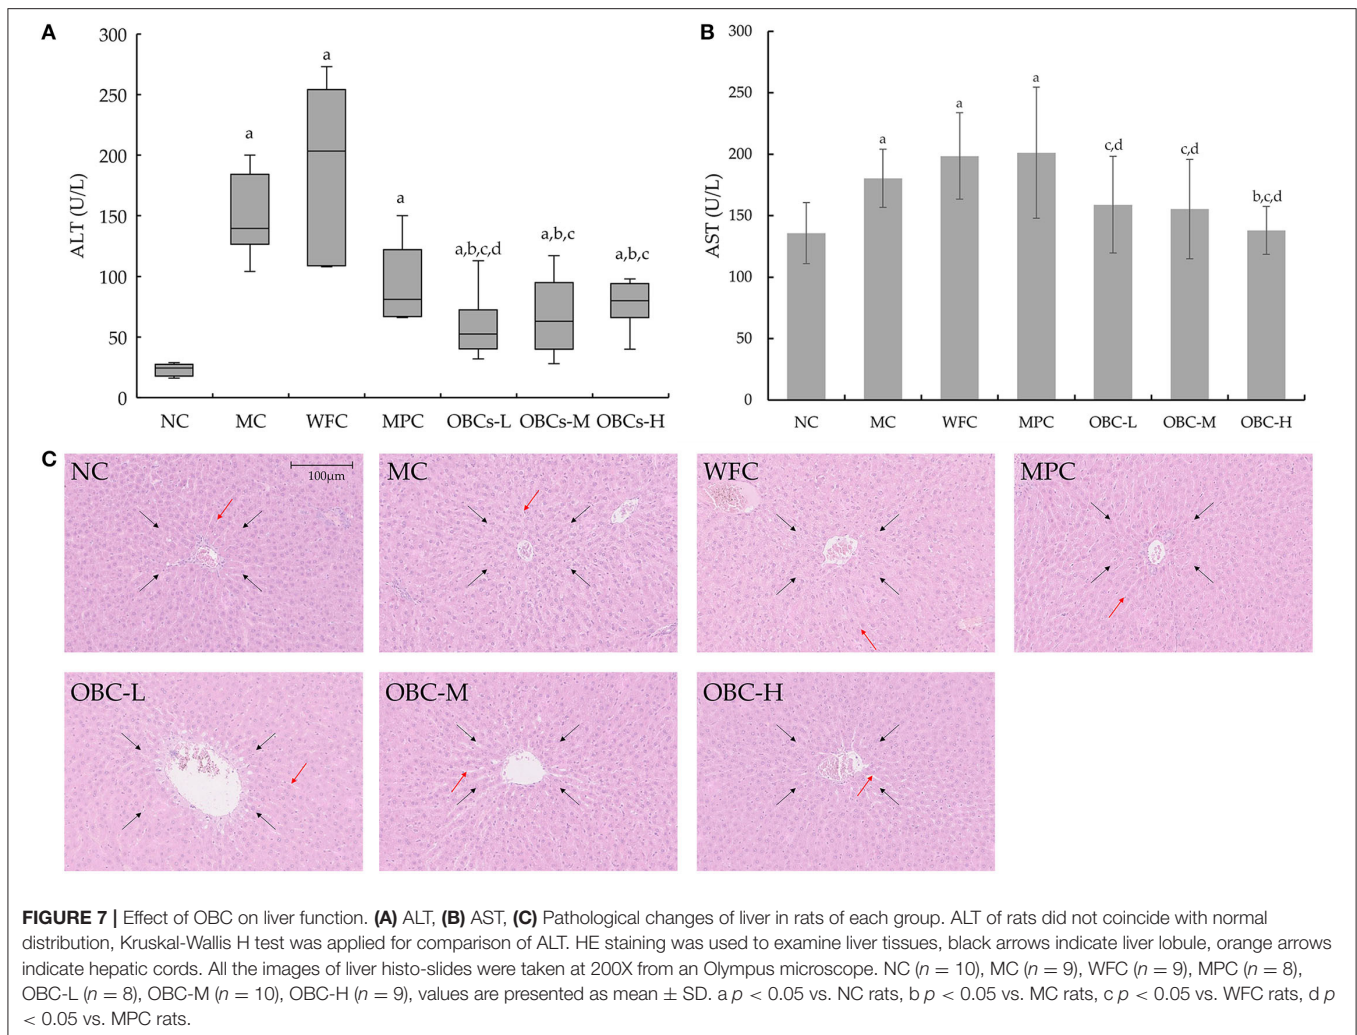 A
300
250
200
150
100
50
0
ALT (U/L)
a
a
a
a,b,c,d
a,b,c
a,b,c
NC MC WFC MPC OBCs-L OBCs-M OBCs-H
B
300
250
200
150
100
50
0
AST (U/L)
a
a
a
c,d
c,d
b,c,d
NC MC WFC MPC OBC-L OBC-M OBC-H
C
NC
100μm
MC
WFC
MPC
OBC-L
OBC-M
OBC-H
FIGURE 7 | Effect of OBC on liver function. (A) ALT, (B) AST, (C) Pathological changes of liver in rats of each group. ALT of rats did not coincide with normal
distribution, Kruskal-Wallis H test was applied for comparison of ALT. HE staining was used to examine liver tissues, black arrows indicate liver lobule, orange arrows
indicate hepatic cords. All the images of liver histo-slides were taken at 200X from an Olympus microscope. NC (n = 10), MC (n = 9), WFC (n = 9), MPC (n = 8),
OBC-L (n = 8), OBC-M (n = 10), OBC-H (n = 9), values are presented as mean ± SD. a p < 0.05 vs. NC rats, b p < 0.05 vs. MC rats, c p < 0.05 vs. WFC rats, d p
< 0.05 vs. MPC rats.